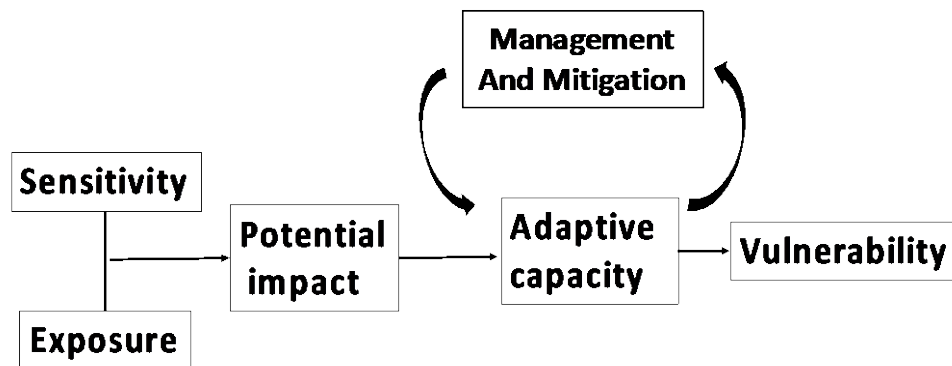 Management
And Mitigation
Sensitivity
Potential
impact
Adaptive
capacity
Vulnerability
Exposure